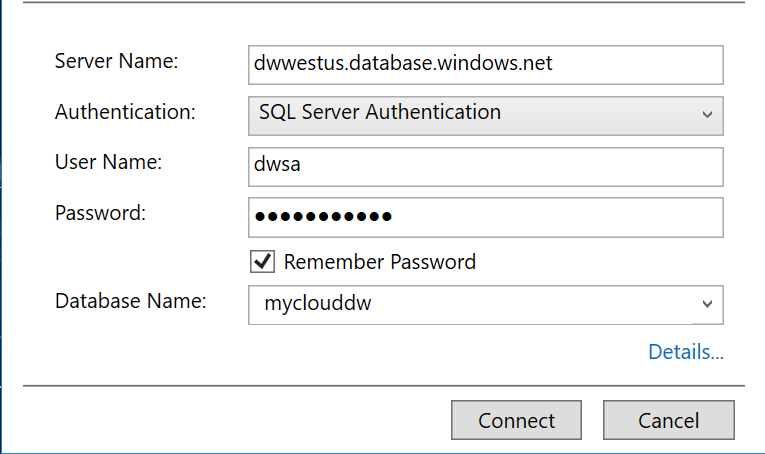 Server Name: dwwestus.database.windows.net
Authentication: SQL Server Authentication
User Name: dwsa
Password: ●●●●●●●●●●●
Remember Password
Database Name: myclouddw
Details...
Connect Cancel